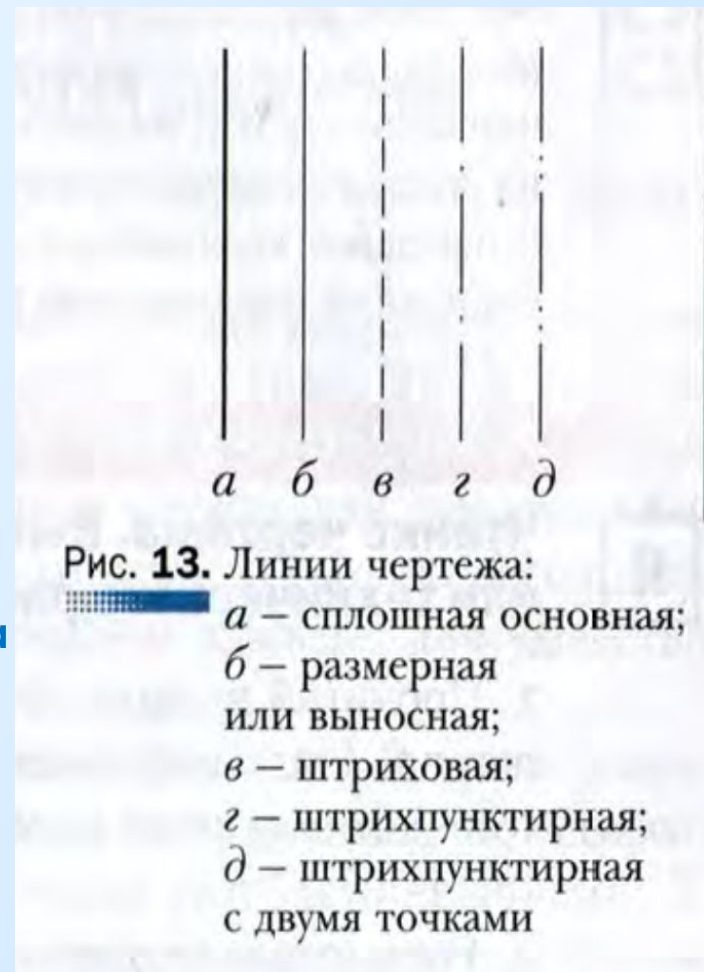 а б в г д
Рис. 13. Линии чертежа:
а – сплошная основная;
б – размерная
или выносная;
в – штриховая;
г – штрихпунктирная;
д – штрихпунктирная
с двумя точками